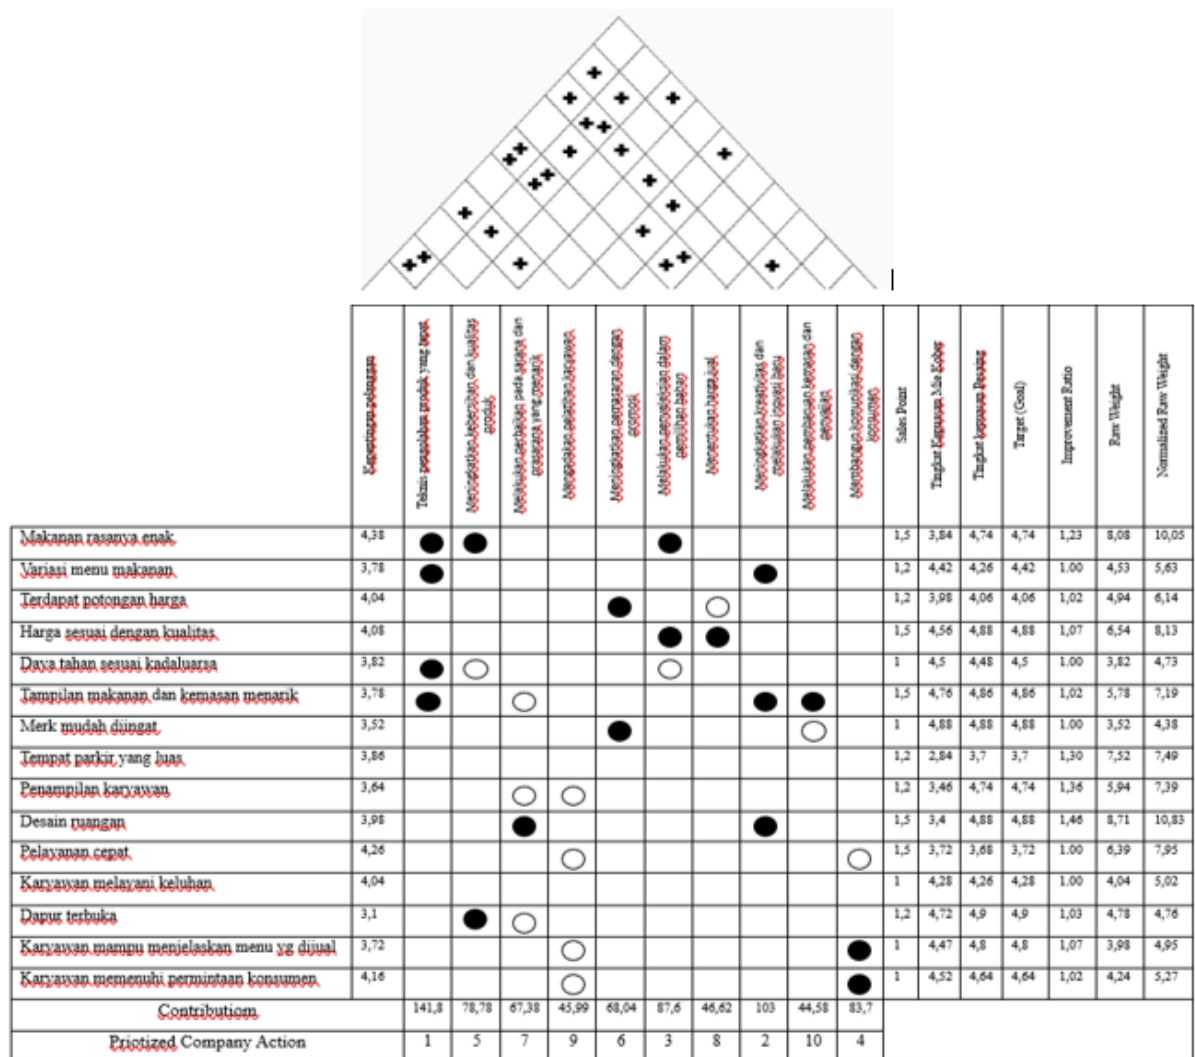 Kepentingan pelanggan
Teknis pengolahan produk yang tepat
Meningkatkan kebersihan dan kualitas
produk
Melakukan perbaikan pada sarana dan
prasarana yang menarik
Mengadakan pelatihan karyawan
Meningkatkan pemasaran dengan
promosi
Melakukan penyeleksian dalam
pemilihan bahan
Menentukan harga jual
Meningkatkan kreativitas dan
melakukan inovasi baru
Melakukan pembaruan kemasan dan
penyajian
Membangun komunikasi dengan
konsumen
Sales Point
Tingkat Kepuasan Mie Kober
Tingkat kepuasan Pesaing
Target (Goal)
Improvement Ratio
Raw Weight
Normalized Raw Weight
Makanan rasanya enak 4,38 1,5 3,84 4,74 4,74 1,23 8,08 10,05
Variasi menu makanan 3,78 1,2 4,42 4,26 4,42 1.00 4,53 5,63
Terdapat potongan harga 4,04 1,2 3,98 4,06 4,06 1,02 4,94 6,14
Harga sesuai dengan kualitas 4,08 1,5 4,56 4,88 4,88 1,07 6,54 8,13
Daya tahan sesuai kadaluarsa 3,82 1 4,5 4,48 4,5 1.00 3,82 4,73
Tampilan makanan dan kemasan menarik 3,78 1,5 4,76 4,86 4,86 1,02 5,78 7,19
Merk mudah diingat 3,52 1 4,88 4,88 4,88 1.00 3,52 4,38
Tempat parkir yang luas 3,86 1,2 2,84 3,7 3,7 1,30 7,52 7,49
Penampilan karyawan 3,64 1,2 3,46 4,74 4,74 1,36 5,94 7,39
Desain ruangan 3,98 1,5 3,4 4,88 4,88 1,46 8,71 10,83
Pelayanan cepat 4,26 1,5 3,72 3,68 3,72 1.00 6,39 7,95
Karyawan melayani keluhan 4,04 1 4,28 4,26 4,28 1.00 4,04 5,02
Dapur terbuka 3,1 1,2 4,72 4,9 4,9 1,03 4,78 4,76
Karyawan mampu menjelaskan menu yg dijual 3,72 1 4,47 4,8 4,8 1,07 3,98 4,95
Karyawan memenuhi permintaan konsumen 4,16 1 4,52 4,64 4,64 1,02 4,24 5,27
Contributiom 141,8 78,78 67,38 45,99 68,04 87,6 46,62 103 44,58 83,7
Priotized Company Action 1 5 7 9 6 3 8 2 10 4